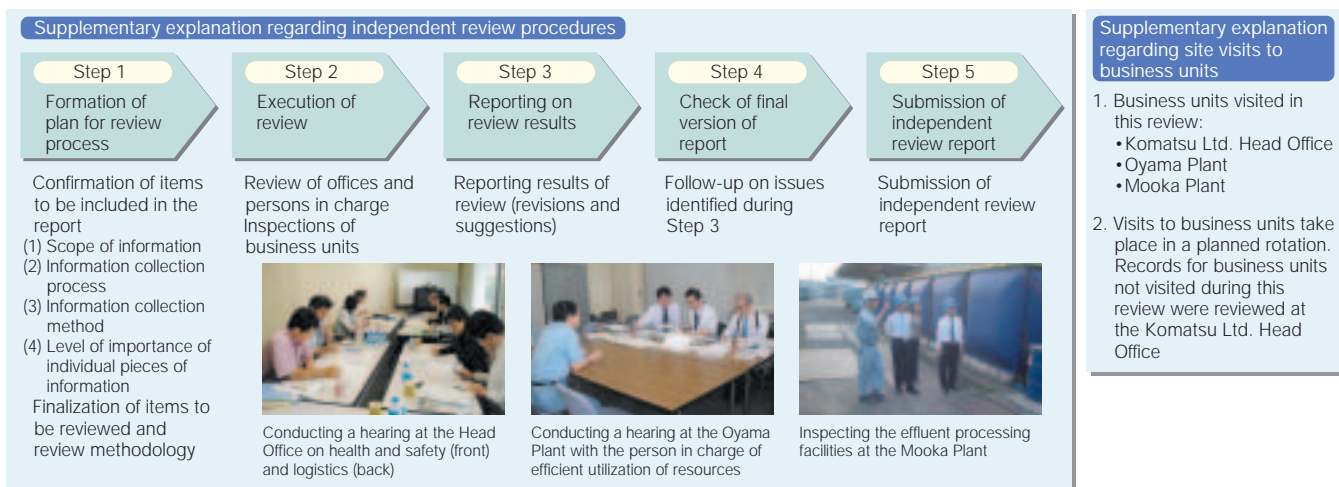 Supplementary explanation regarding independent review procedures
Step 1
Formation of
plan for review
process
Step 2
Execution of
review
Step 3
Reporting on
review results
Step 4
Check of final
version of
report
Step 5
Submission of
independent
review report
Confirmation of items
to be included in the
report
(1) Scope of information
(2) Information collection
process
(3) Information collection
method
(4) Level of importance of
individual pieces of
information
Finalization of items to
be reviewed and
review methodology
Review of offices and
persons in charge
Inspections of
business units
Reporting results of
review (revisions and
suggestions)
Follow-up on issues
identified during
Step 3
Submission of
independent review
report
Conducting a hearing at the Head
Office on health and safety (front)
and logistics (back)
Conducting a hearing at the Oyama
Plant with the person in charge of
efficient utilization of resources
Inspecting the effluent processing
facilities at the Mooka Plant
Supplementary explanation
regarding site visits to
business units
1. Business units visited in
this review:
•Komatsu Ltd. Head Office
•Oyama Plant
•Mooka Plant
2. Visits to business units take
place in a planned rotation.
Records for business units
not visited during this
review were reviewed at
the Komatsu Ltd. Head
Office